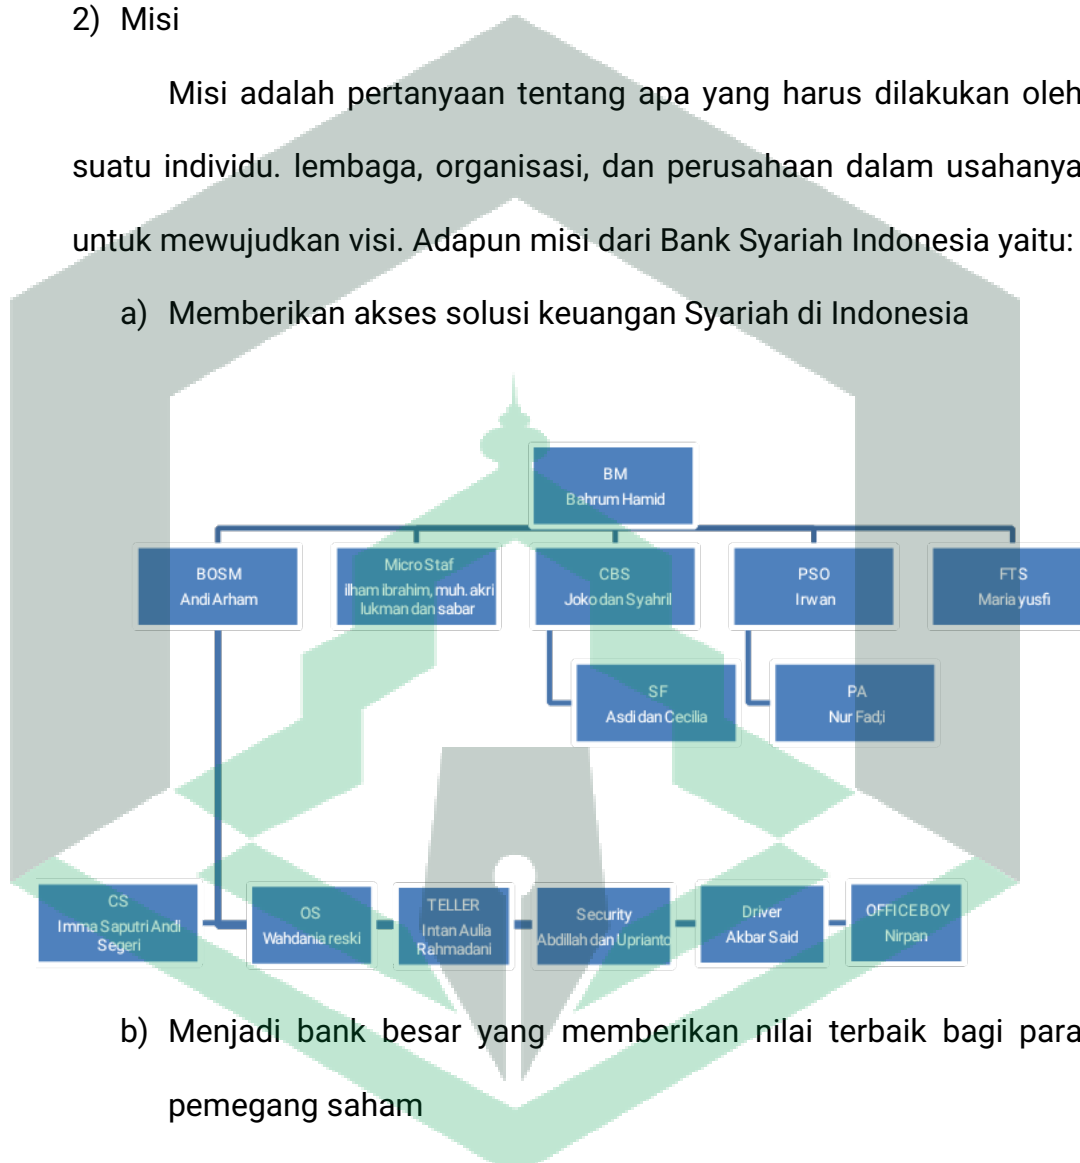 2) Misi
Misi adalah pertanyaan tentang apa yang harus dilakukan oleh
suatu individu. lembaga, organisasi, dan perusahaan dalam usahanya
untuk mewujudkan visi. Adapun misi dari Bank Syariah Indonesia yaitu:
a) Memberikan akses solusi keuangan Syariah di Indonesia
BM
Bahrum Hamid
BOSM
Andi Arham
Micro Staf
ilham ibrahim, muh. akri
lukman dan sabar
CBS
Joko dan Syahril
PSO
Irwan
FTS
Maria yusfi
SF
Asdi dan Cecilia
PA
Nur Fad;i
CS
Imma Saputri Andi
Segeri
OS
Wahdania reski
TELLER
Intan Aulia
Rahmadani
Security
Abdillah dan Uprianto
Driver
Akbar Said
OFFICE BOY
Nirpan
b) Menjadi bank besar yang memberikan nilai terbaik bagi para
pemegang saham